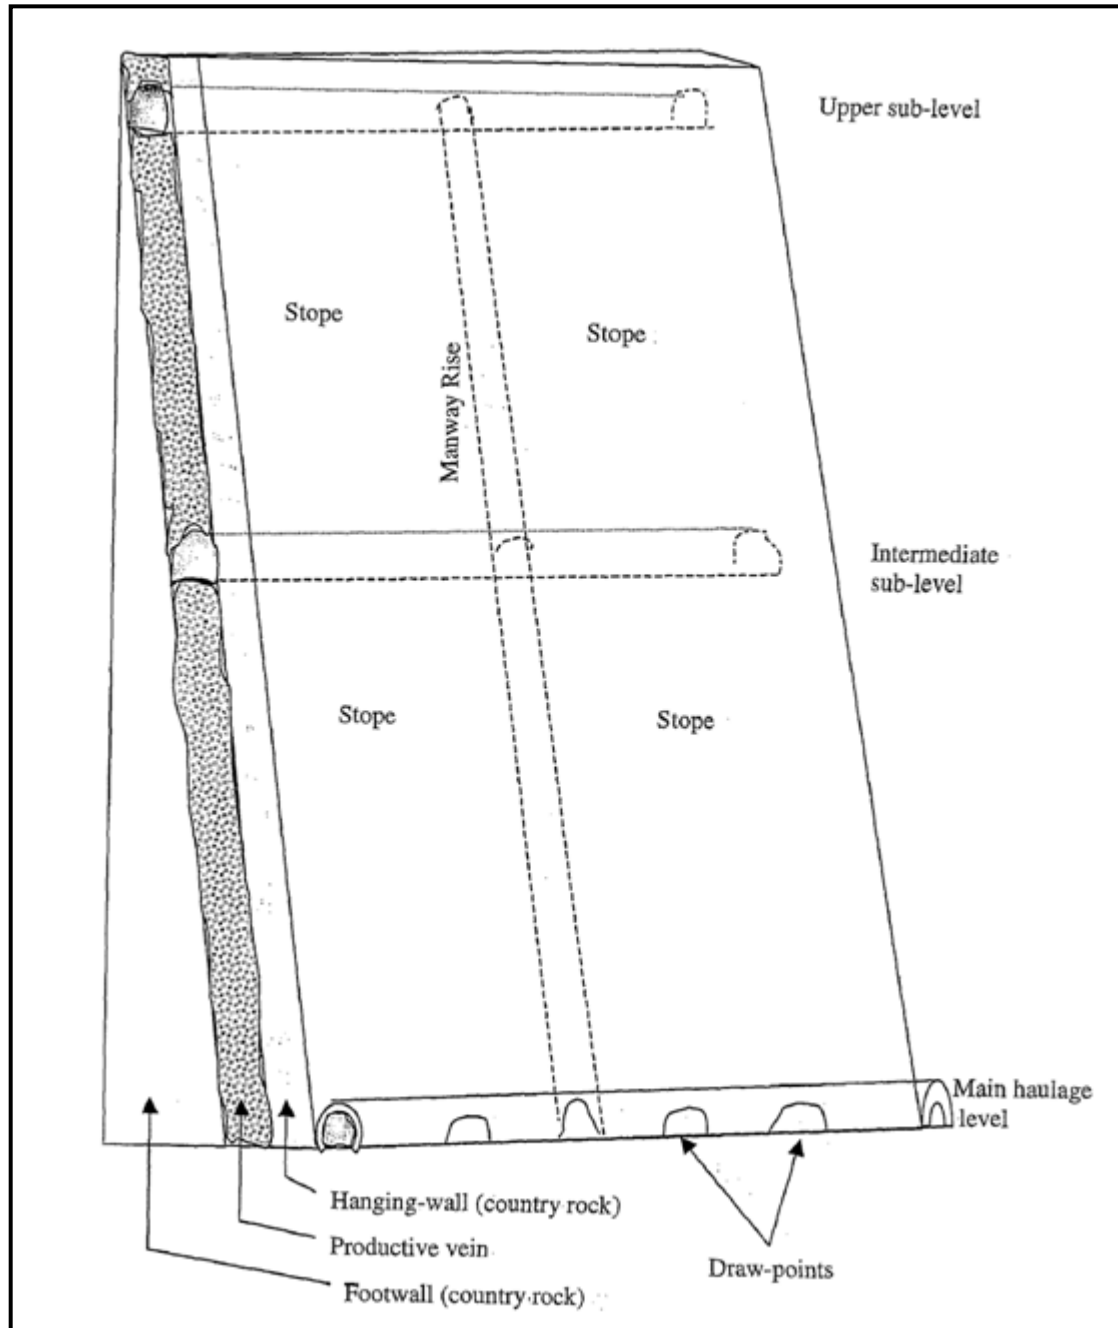 Upper sub-level
Stope
Stope
Manway Rise
Intermediate
sub-level
Stope
Stope
Main haulage
level
Hanging-wall (country rock)
Productive vein
Footwall (country rock)
Draw-points